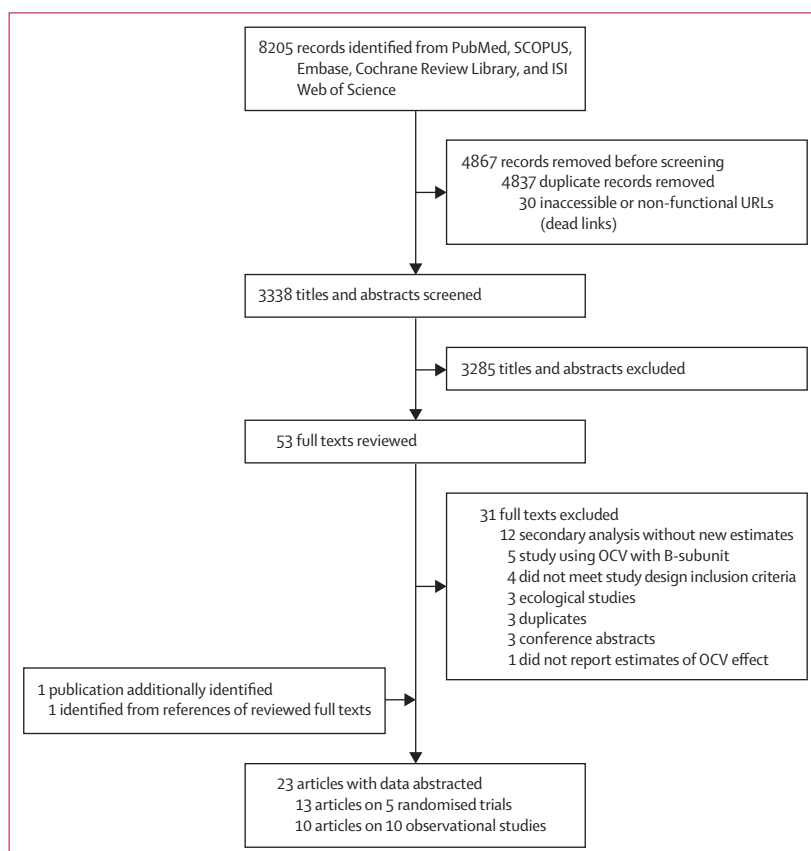 8205 records identified from PubMed, SCOPUS,
Embase, Cochrane Review Library, and ISI
Web of Science
4867 records removed before screening
4837 duplicate records removed
30 inaccessible or non-functional URLs
(dead links)
3338 titles and abstracts screened
3285 titles and abstracts excluded
53 full texts reviewed
31 full texts excluded
12 secondary analysis without new estimates
5 study using OCV with B-subunit
4 did not meet study design inclusion criteria
3 ecological studies
3 duplicates
3 conference abstracts
1 did not report estimates of OCV effect
1 publication additionally identified
1 identified from references of reviewed full texts
23 articles with data abstracted
13 articles on 5 randomised trials
10 articles on 10 observational studies